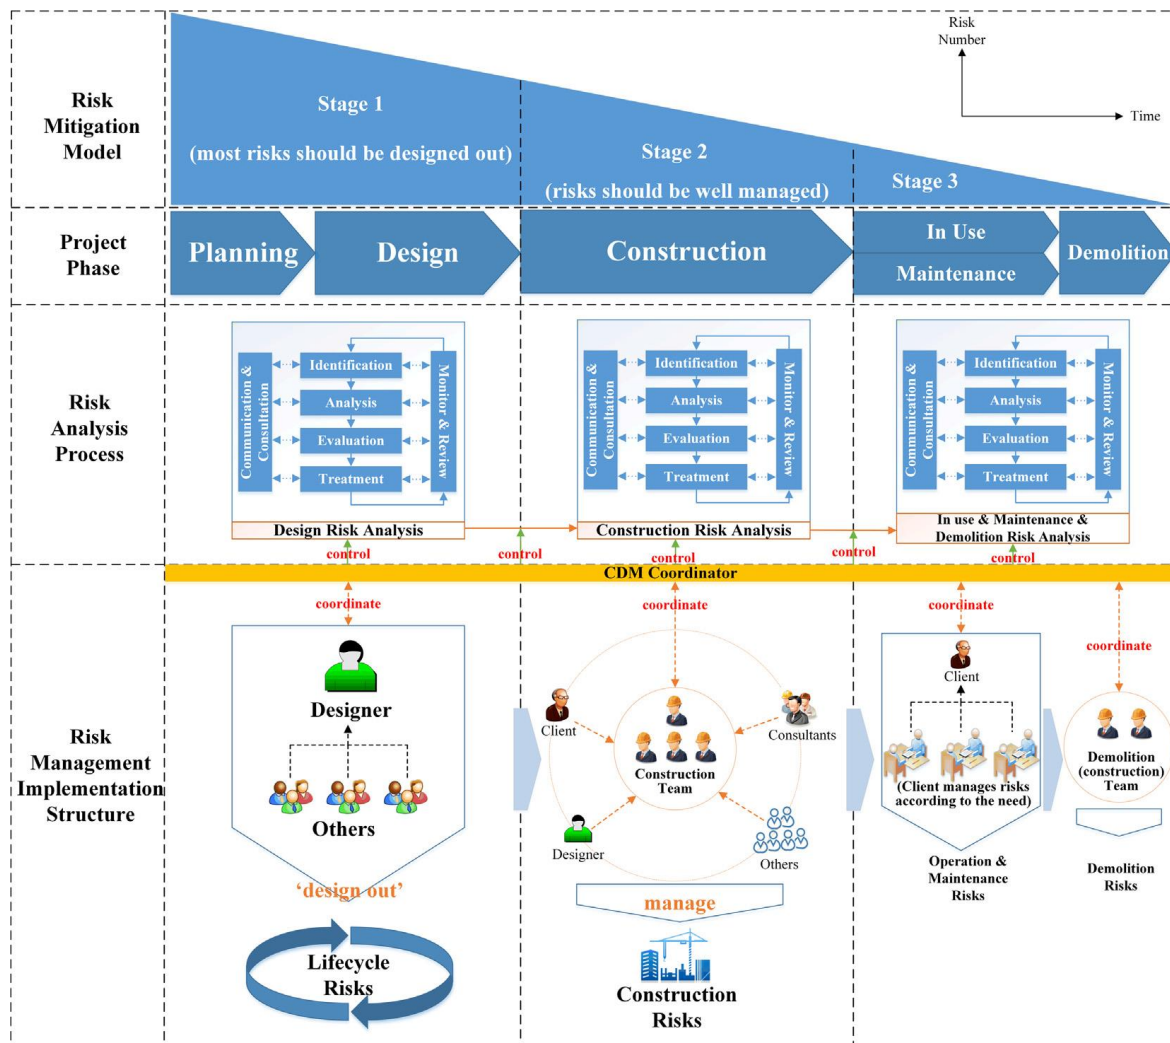 Risk
Number
Time
Risk
Mitigation
Model
Stage 1
(most risks should be designed out)
Stage 2
(risks should be well managed)
Stage 3
Project
Phase
Planning
Design
Construction
In Use
Maintenance
Demolition
Risk
Analysis
Process
Communication &
Consultation
Identification
Analysis
Evaluation
Treatment
Monitor & Review
Design Risk Analysis
Communication &
Consultation
Identification
Analysis
Evaluation
Treatment
Monitor & Review
Construction Risk Analysis
Communication &
Consultation
Identification
Analysis
Evaluation
Treatment
Monitor & Review
In use & Maintenance &
Demolition Risk Analysis
control
control
control
control
control
CDM Coordinator
Risk
Management
Implementation
Structure
coordinate
Designer
Others
'design out'
Lifecycle
Risks
coordinate
Client
Consultants
Construction
Team
Designer
Others
manage
Construction
Risks
coordinate
Client
(Client manages risks
according to the need)
Operation &
Maintenance
Risks
coordinate
Demolition
(construction)
Team
Demolition
Risks